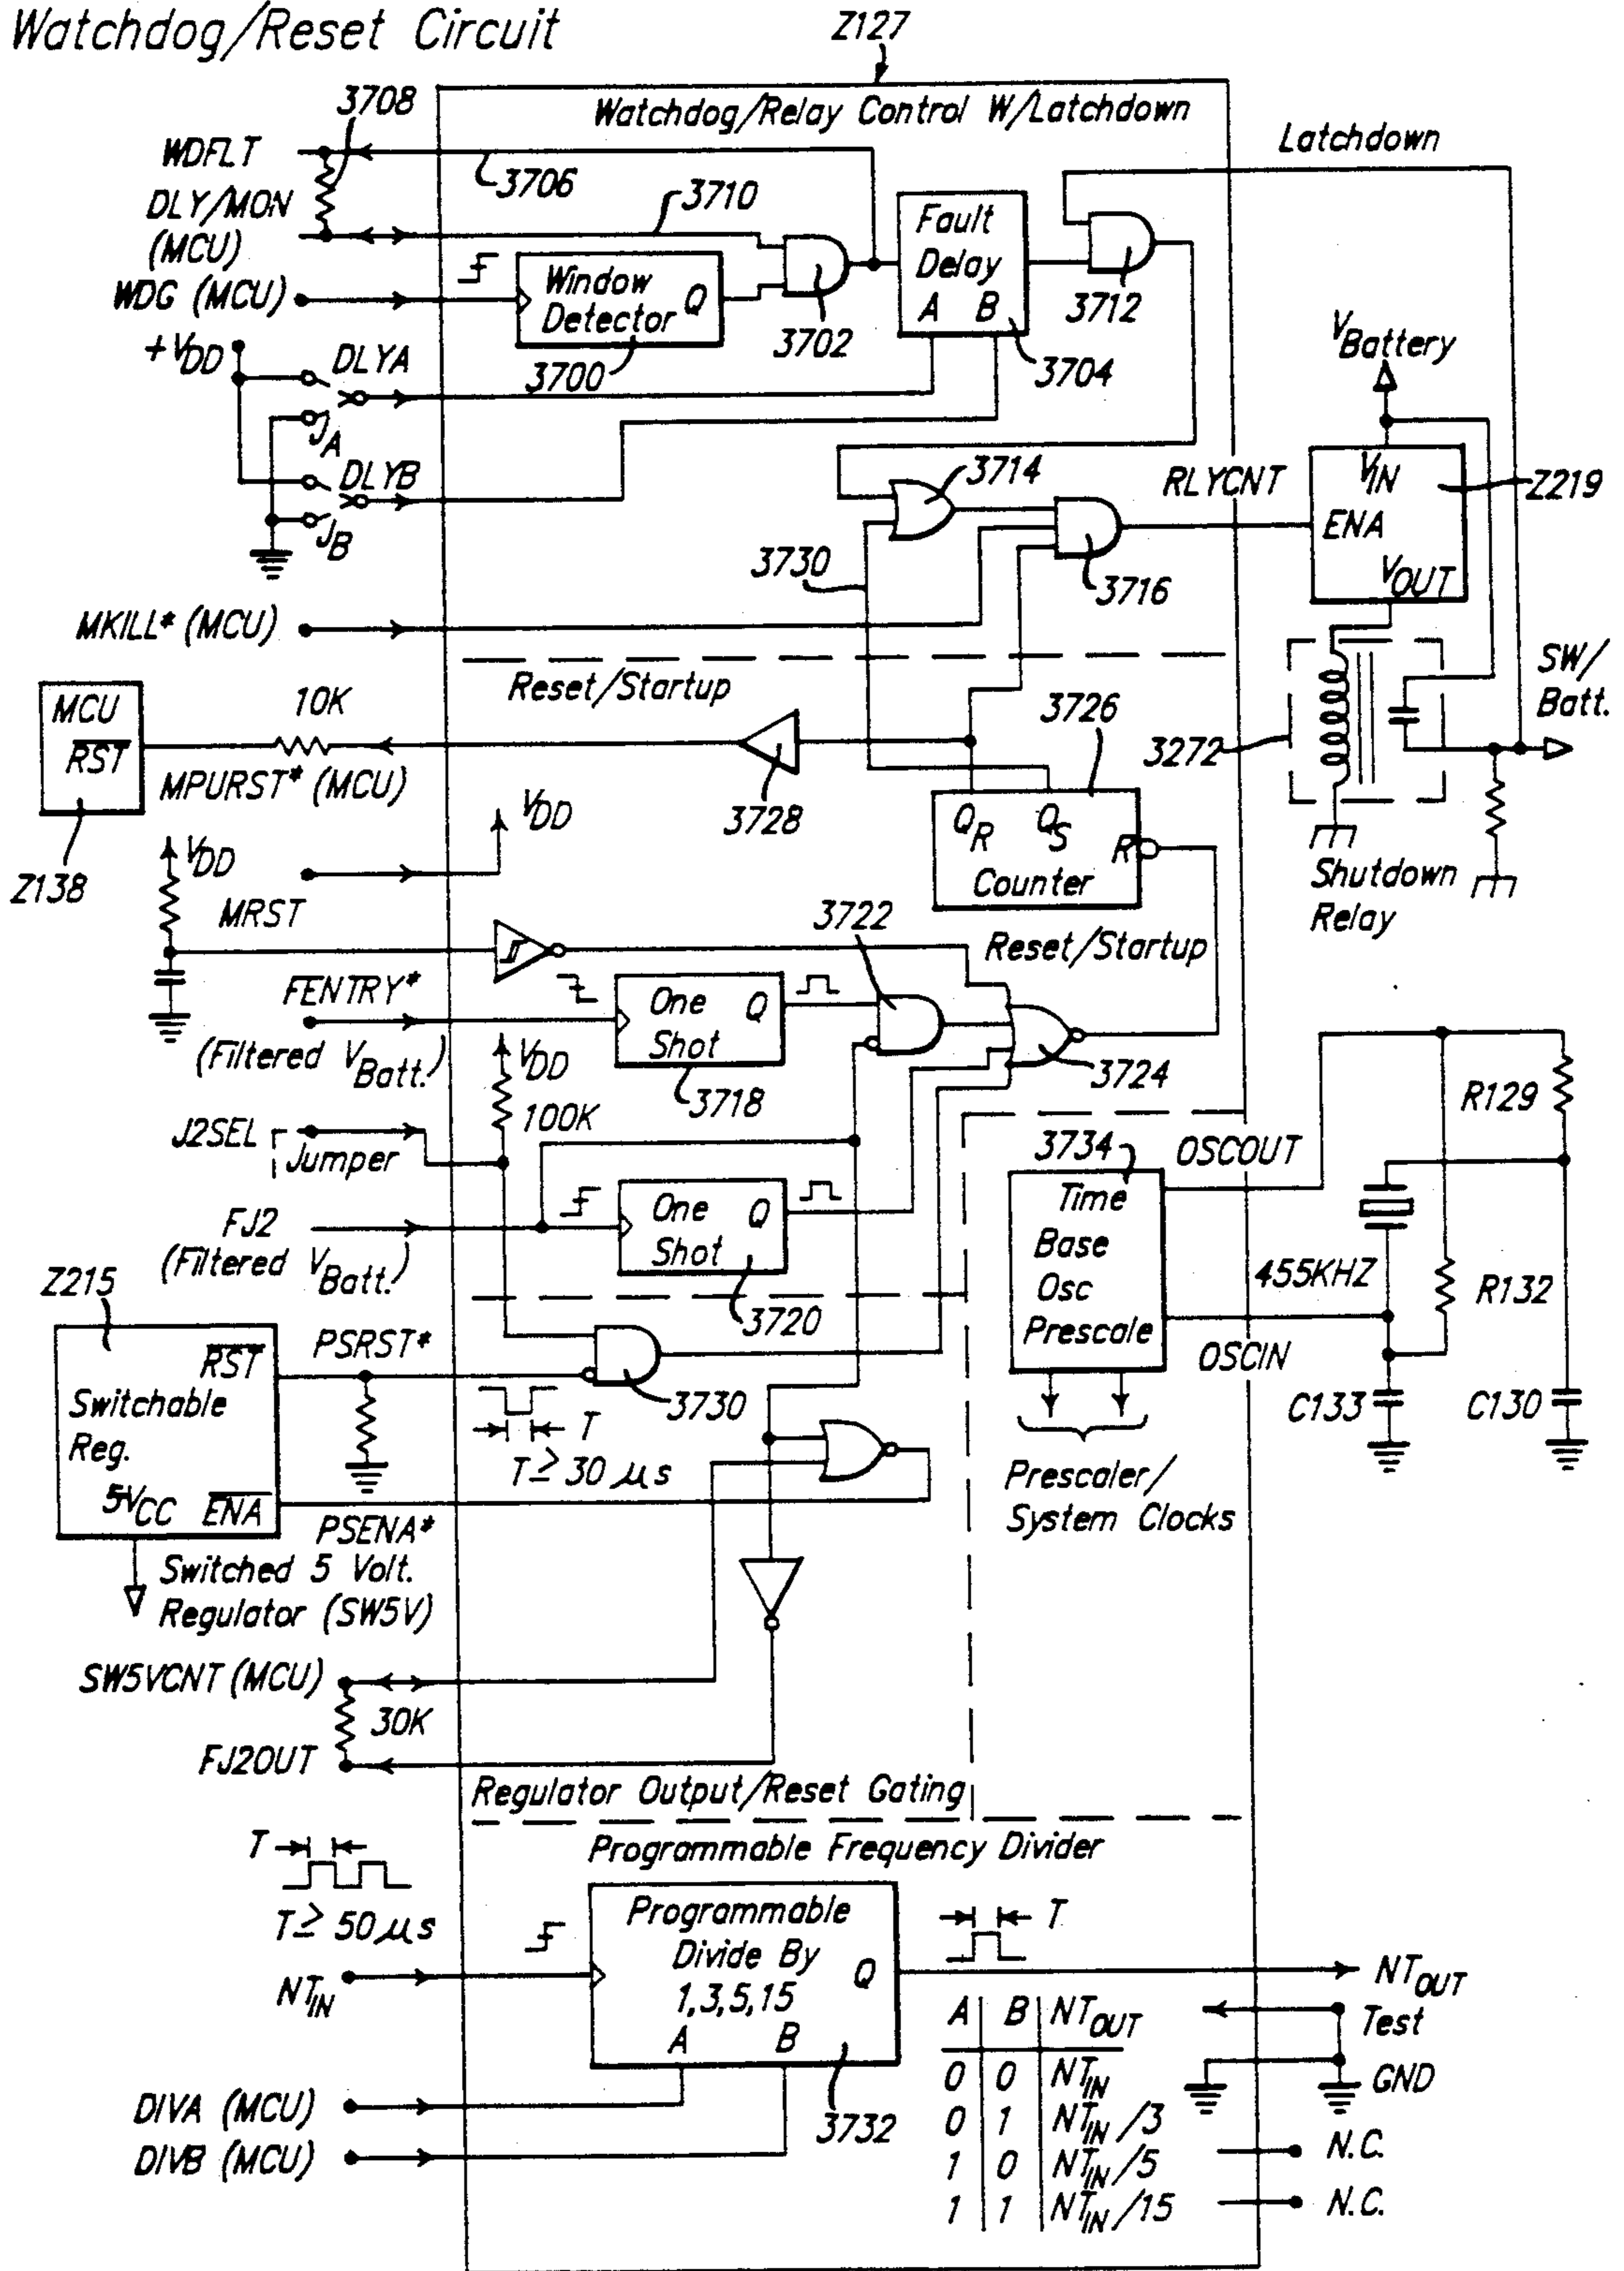 Watchdog/Reset Circuit
Z127
Watchdog/Relay Control W/Latchdown
3708
WDFLT
3706
Latchdown
DLY/MON
(MCU)
3710
Fault
Delay
A B
3704
3712
WDG (MCU)
Window
Detector
Q
3700
3702
+VDD
DLYA
JA
DLYB
JB
VBattery
VIN
ENA
VOUT
Z219
RLYCNT
3714
3716
3730
MKILL* (MCU)
Reset/Startup
SW/
Batt.
3272
Shutdown
Relay
MCU
RST
10K
MPURST* (MCU)
Z138
3728
3726
QR QS
R
Counter
VDD
VDD
MRST
3722
Reset/Startup
FENTRY*
(Filtered VBatt.)
One
Shot
Q
3718
3724
VDD
100K
J2SEL
Jumper
FJ2
(Filtered VBatt.)
One
Shot
Q
3720
3734
Time
Base
Osc
Prescale
OSCOUT
OSCIN
455KHZ
R129
R132
C133
C130
Prescaler/
System Clocks
Z215
RST
Switchable
Reg.
5VCC ENA
PSRST*
3730
T
T ≥ 30 μs
PSENA*
Switched 5 Volt.
Regulator (SW5V)
SW5VCNT (MCU)
30K
FJ2OUT
Regulator Output/Reset Gating
Programmable Frequency Divider
T
T ≥ 50 μs
NTIN
Programmable
Divide By
1,3,5,15
A B
Q
3732
T
NTOUT
Test
GND
N.C.
N.C.
DIVA (MCU)
DIVB (MCU)
A B NTOUT
0 0 NTIN
0 1 NTIN/3
1 0 NTIN/5
1 1 NTIN/15